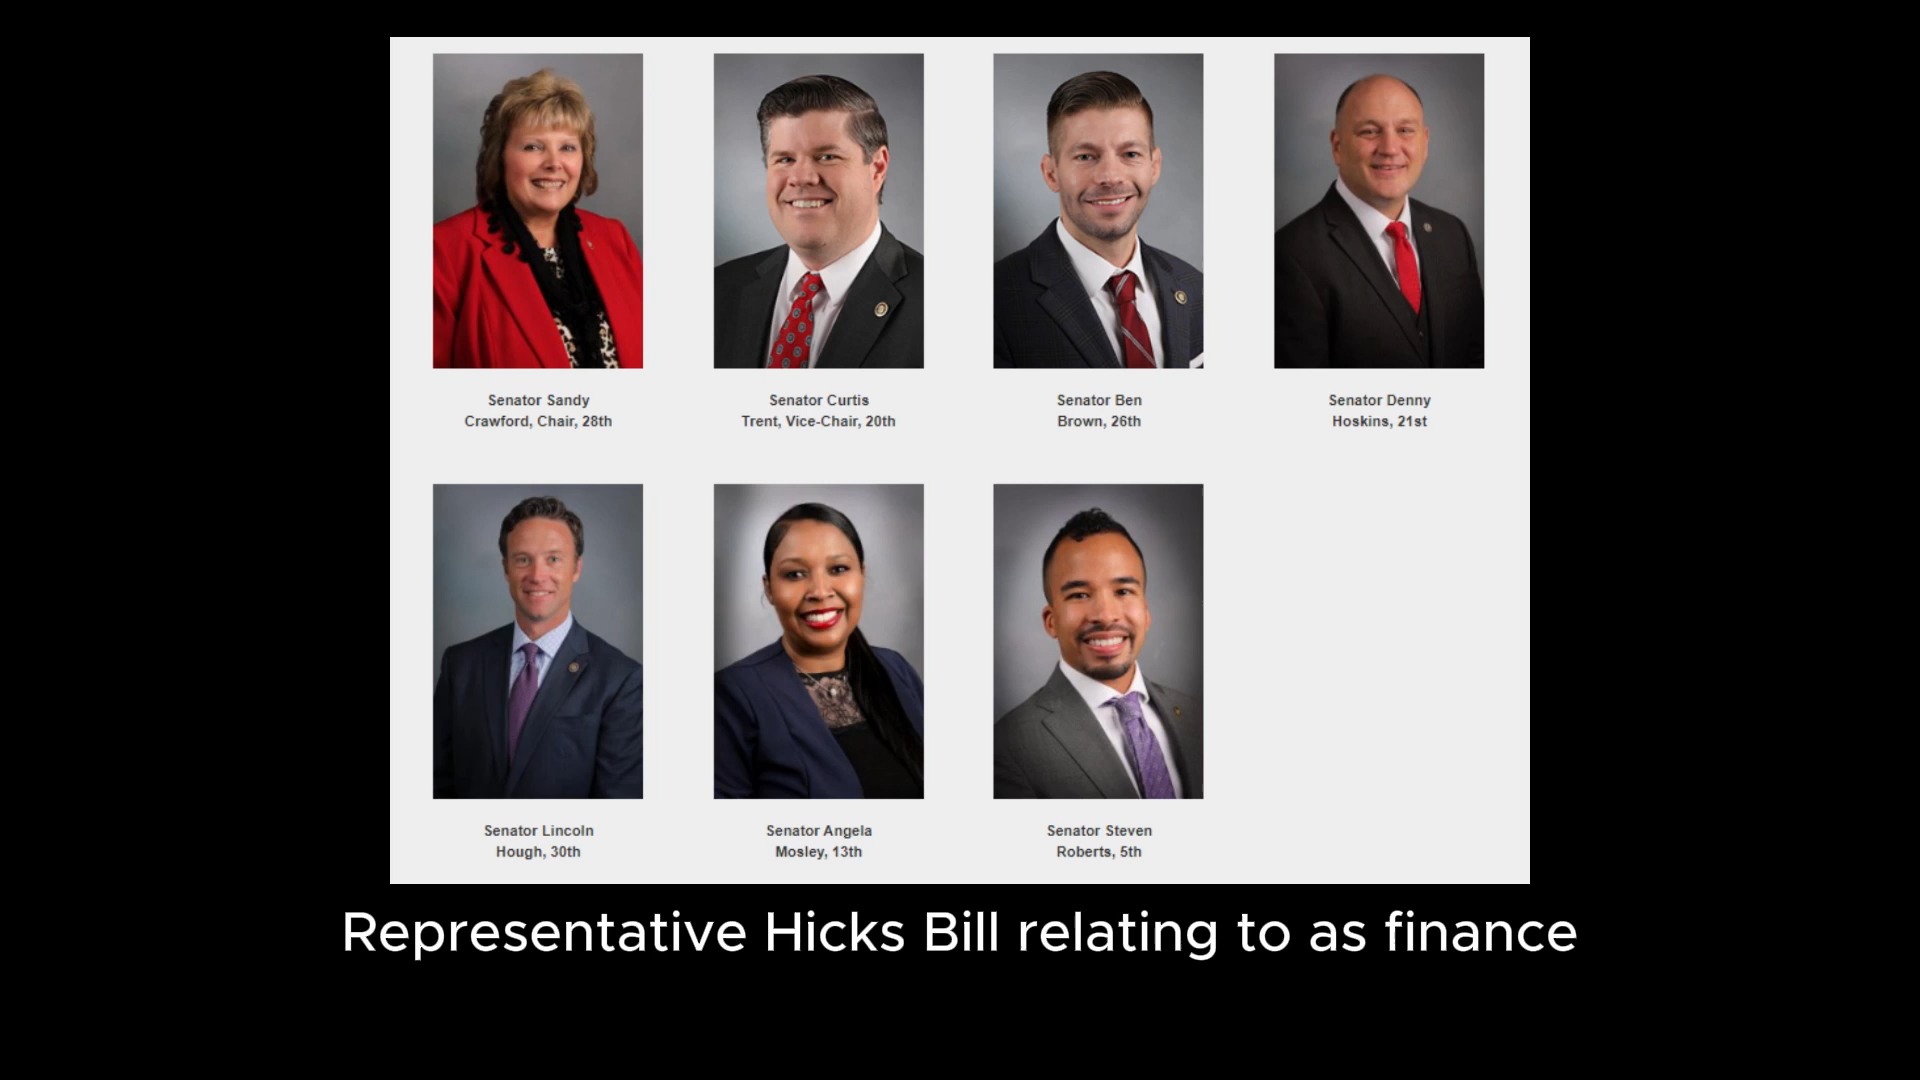 Senator Sandy
Crawford, Chair, 28th
Senator Curtis
Trent, Vice-Chair, 20th
Senator Ben
Brown, 26th
Senator Denny
Hoskins, 21st
Senator Lincoln
Hough, 30th
Senator Angela
Mosley, 13th
Senator Steven
Roberts, 5th
Representative Hicks Bill relating to as finance